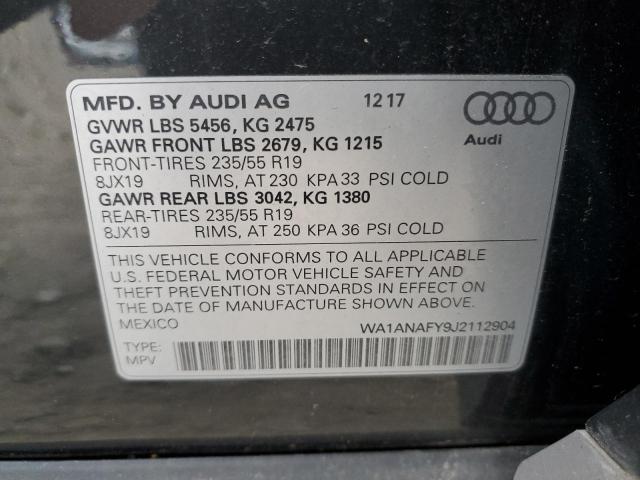 MFD. BY AUDI AG 12 17
GVWR LBS 5456, KG 2475
GAWR FRONT LBS 2679, KG 1215
FRONT-TIRES 235/55 R19
8JX19 RIMS, AT 230 KPA 33 PSI COLD
GAWR REAR LBS 3042, KG 1380
REAR-TIRES 235/55 R19
8JX19 RIMS, AT 250 KPA 36 PSI COLD
Audi
THIS VEHICLE CONFORMS TO ALL APPLICABLE
U.S. FEDERAL MOTOR VEHICLE SAFETY AND
THEFT PREVENTION STANDARDS IN EFFECT ON
THE DATE OF MANUFACTURE SHOWN ABOVE.
MEXICO WA1ANAFY9J2112904
TYPE:
MPV